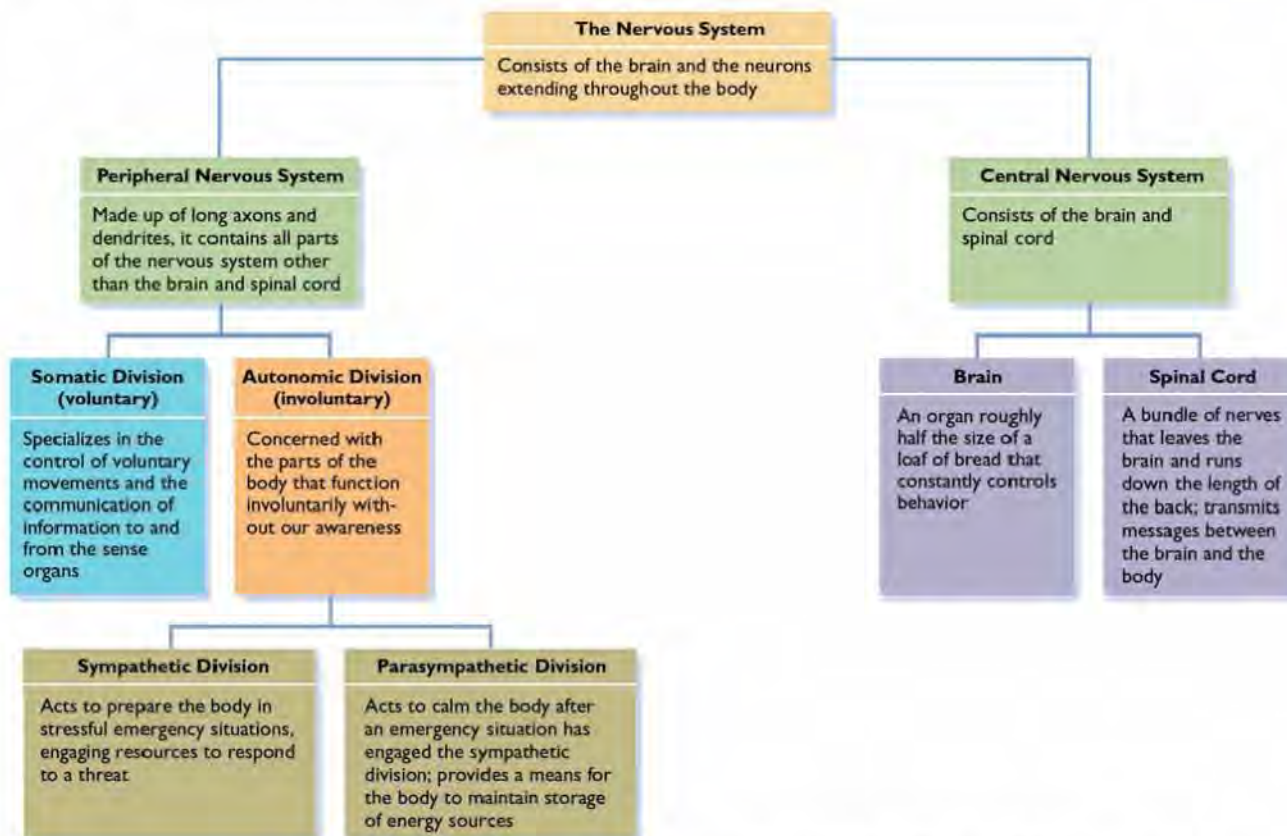 The Nervous System
Consists of the brain and the neurons
extending throughout the body
Peripheral Nervous System
Made up of long axons and
dendrites, it contains all parts
of the nervous system other
than the brain and spinal cord
Central Nervous System
Consists of the brain and
spinal cord
Somatic Division
(voluntary)
Specializes in the
control of voluntary
movements and the
communication of
information to and
from the sense
organs
Autonomic Division
(involuntary)
Concerned with
the parts of the
body that function
involuntarily with-
out our awareness
Brain
An organ roughly
half the size of a
loaf of bread that
constantly controls
behavior
Spinal Cord
A bundle of nerves
that leaves the
brain and runs
down the length of
the back; transmits
messages between
the brain and the
body
Sympathetic Division
Acts to prepare the body in
stressful emergency situations,
engaging resources to respond
to a threat
Parasympathetic Division
Acts to calm the body after
an emergency situation has
engaged the sympathetic
division; provides a means for
the body to maintain storage
of energy sources